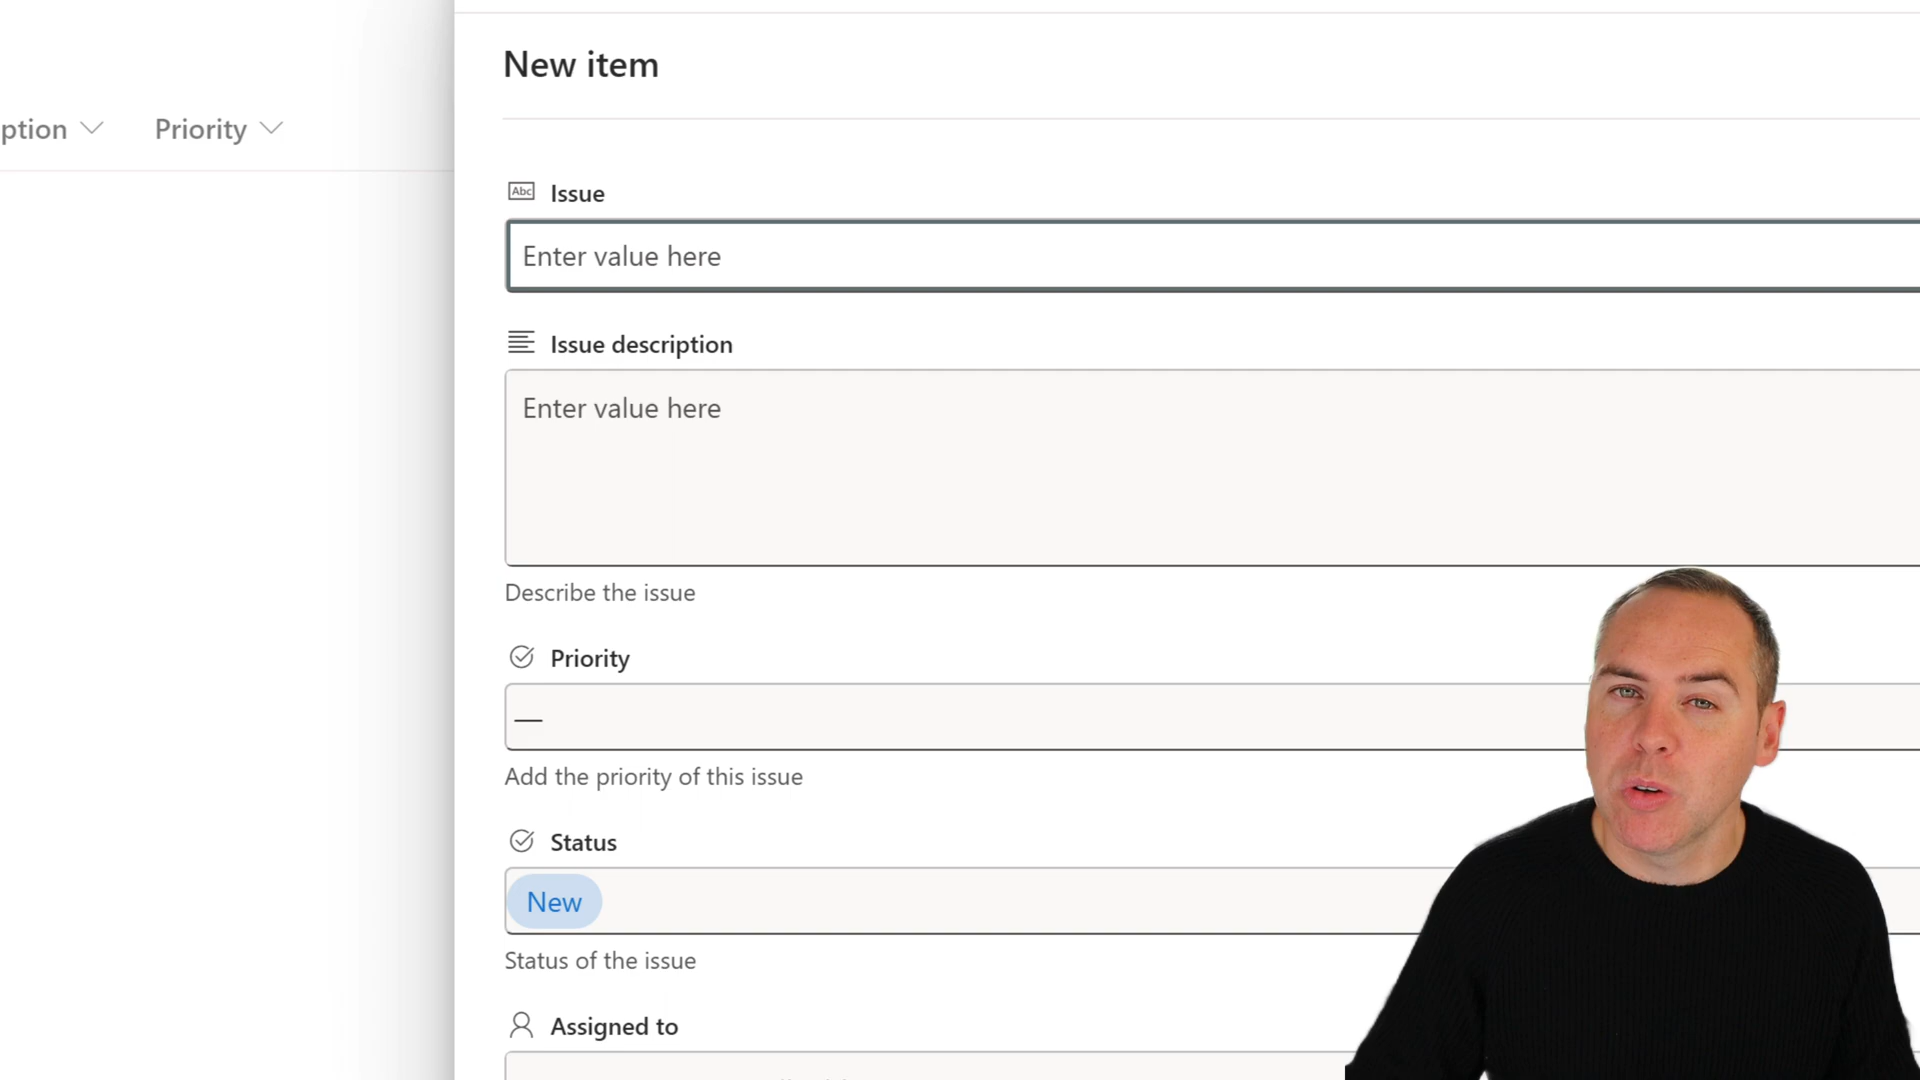 New item
ption
Priority
Abc Issue
Enter value here
Issue description
Enter value here
Describe the issue
Priority
—
Add the priority of this issue
Status
New
Status of the issue
Assigned to